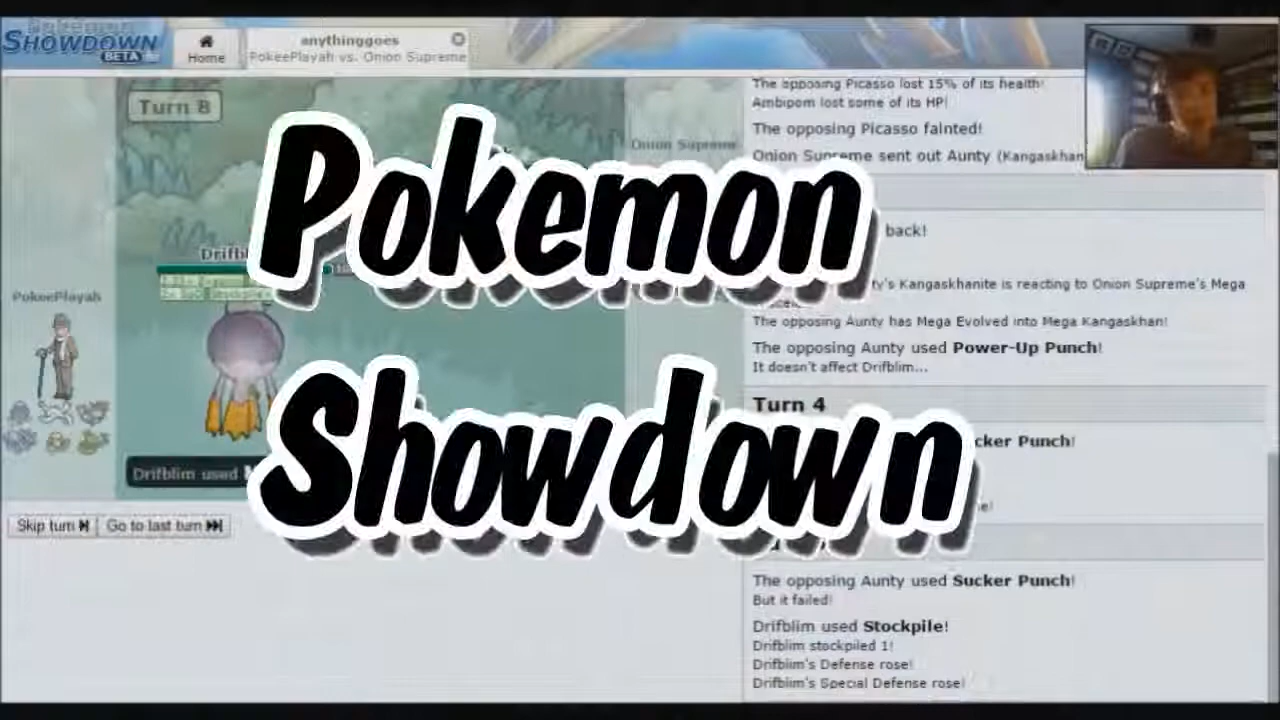 Pokémon
SHOWDOWN
BETA
Home
anythinggoes
PokeePlayah vs. Onion Supreme
Turn 8
Onion Supreme
PokeePlayah
Pokemon
Showdown
Drifblim used
Skip turn
Go to last turn
The opposing Picasso lost 15% of its health!
Ambipom lost some of its HP!
The opposing Picasso fainted!
Onion Supreme sent out Aunty (Kangaskhan
back!
ty's Kangaskhanite is reacting to Onion Supreme's Mega
The opposing Aunty has Mega Evolved into Mega Kangaskhan!
The opposing Aunty used Power-Up Punch!
It doesn't affect Drifblim...
Turn 4
cker Punch!
The opposing Aunty used Sucker Punch!
But it failed!
Drifblim used Stockpile!
Drifblim stockpiled 1!
Drifblim's Defense rose!
Drifblim's Special Defense rose!